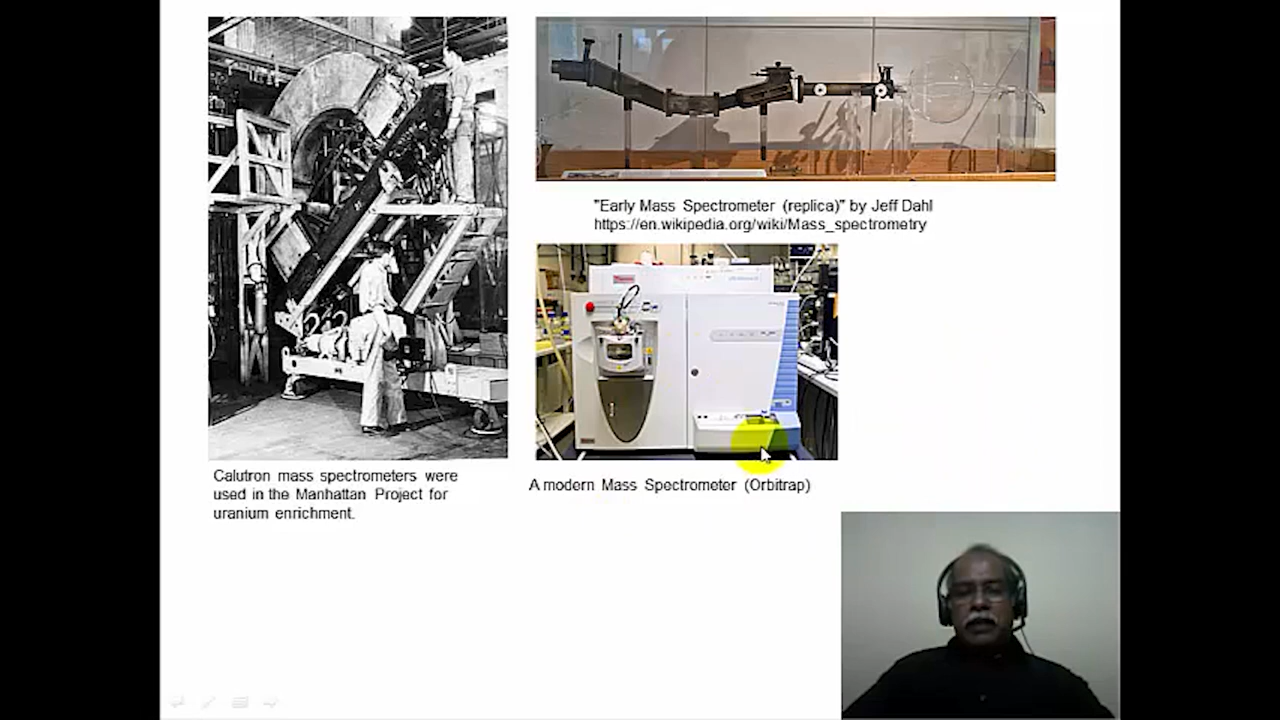 "Early Mass Spectrometer (replica)" by Jeff Dahl
https://en.wikipedia.org/wiki/Mass_spectrometry
Calutron mass spectrometers were
used in the Manhattan Project for
uranium enrichment.
A modern Mass Spectrometer (Orbitrap)